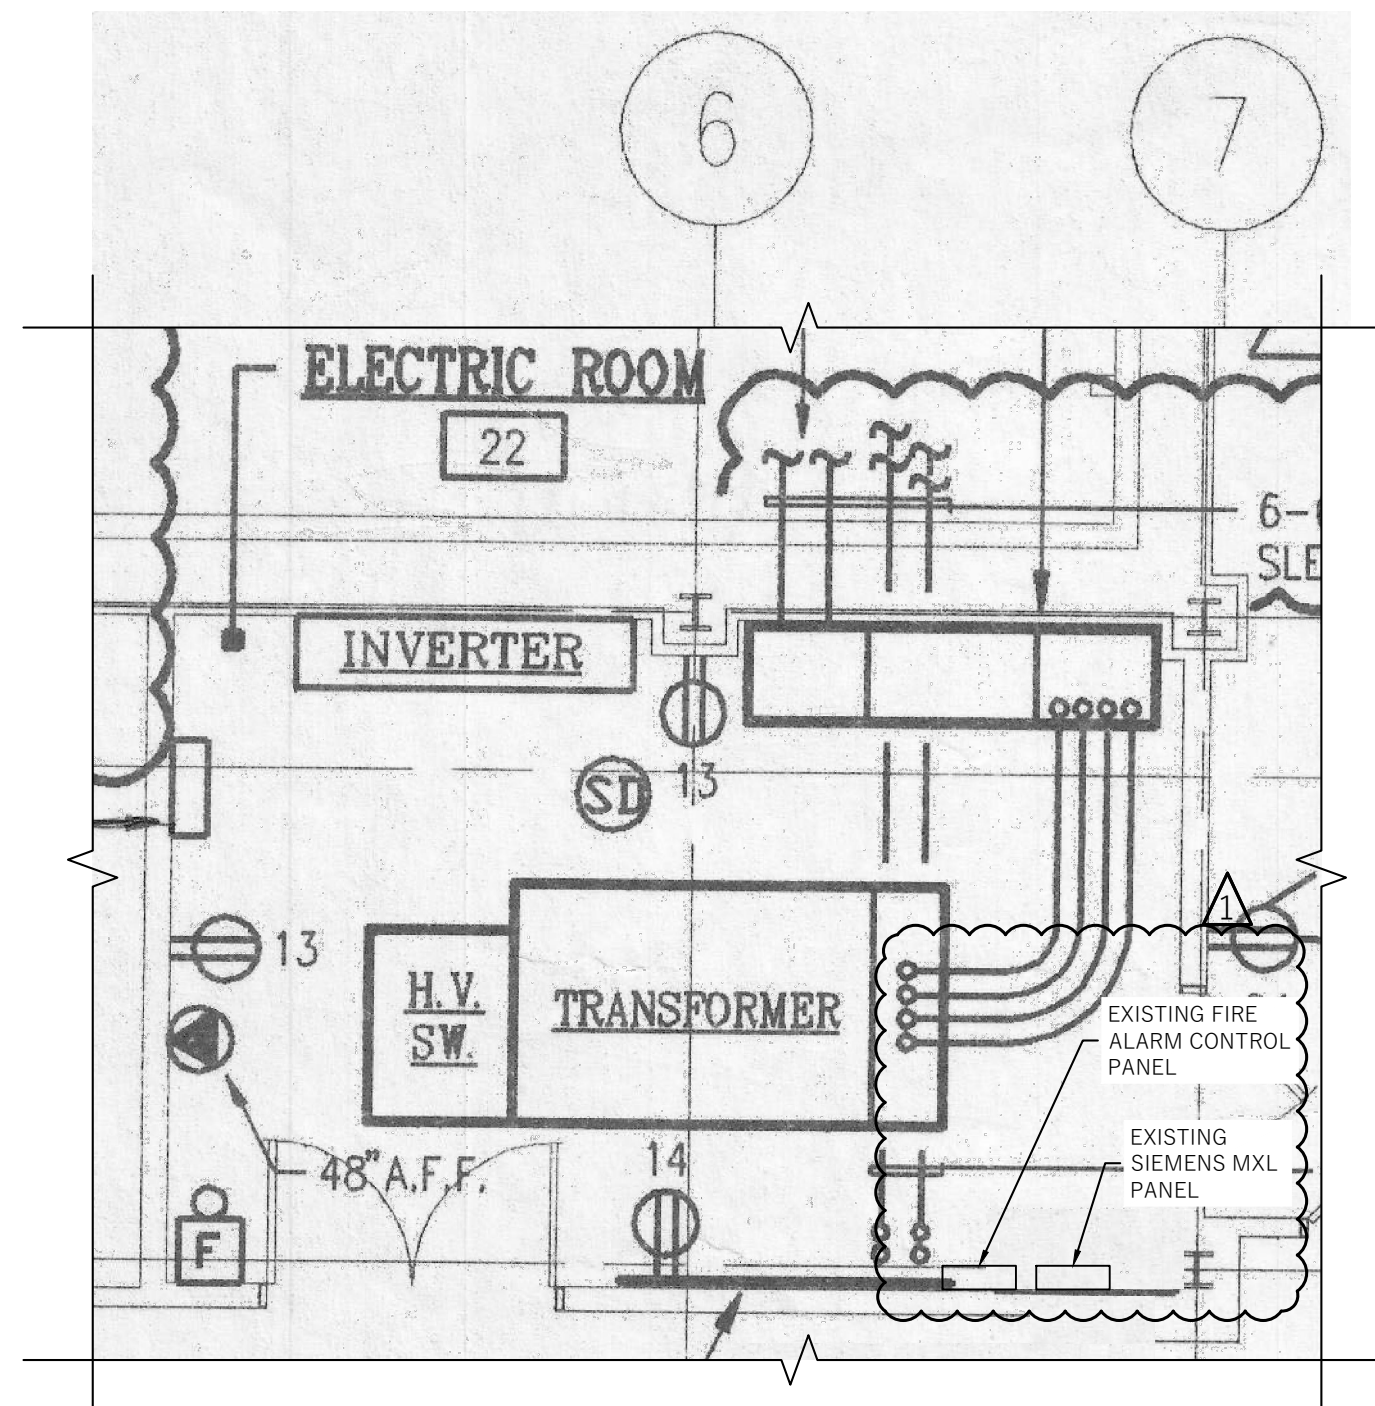 6
7
ELECTRIC ROOM
22
6-
SLE
INVERTER
13
SD
1
13
H.V.
SW.
TRANSFORMER
EXISTING FIRE
ALARM CONTROL
PANEL
EXISTING
SIEMENS MXL
PANEL
14
48" A.F.F.
F